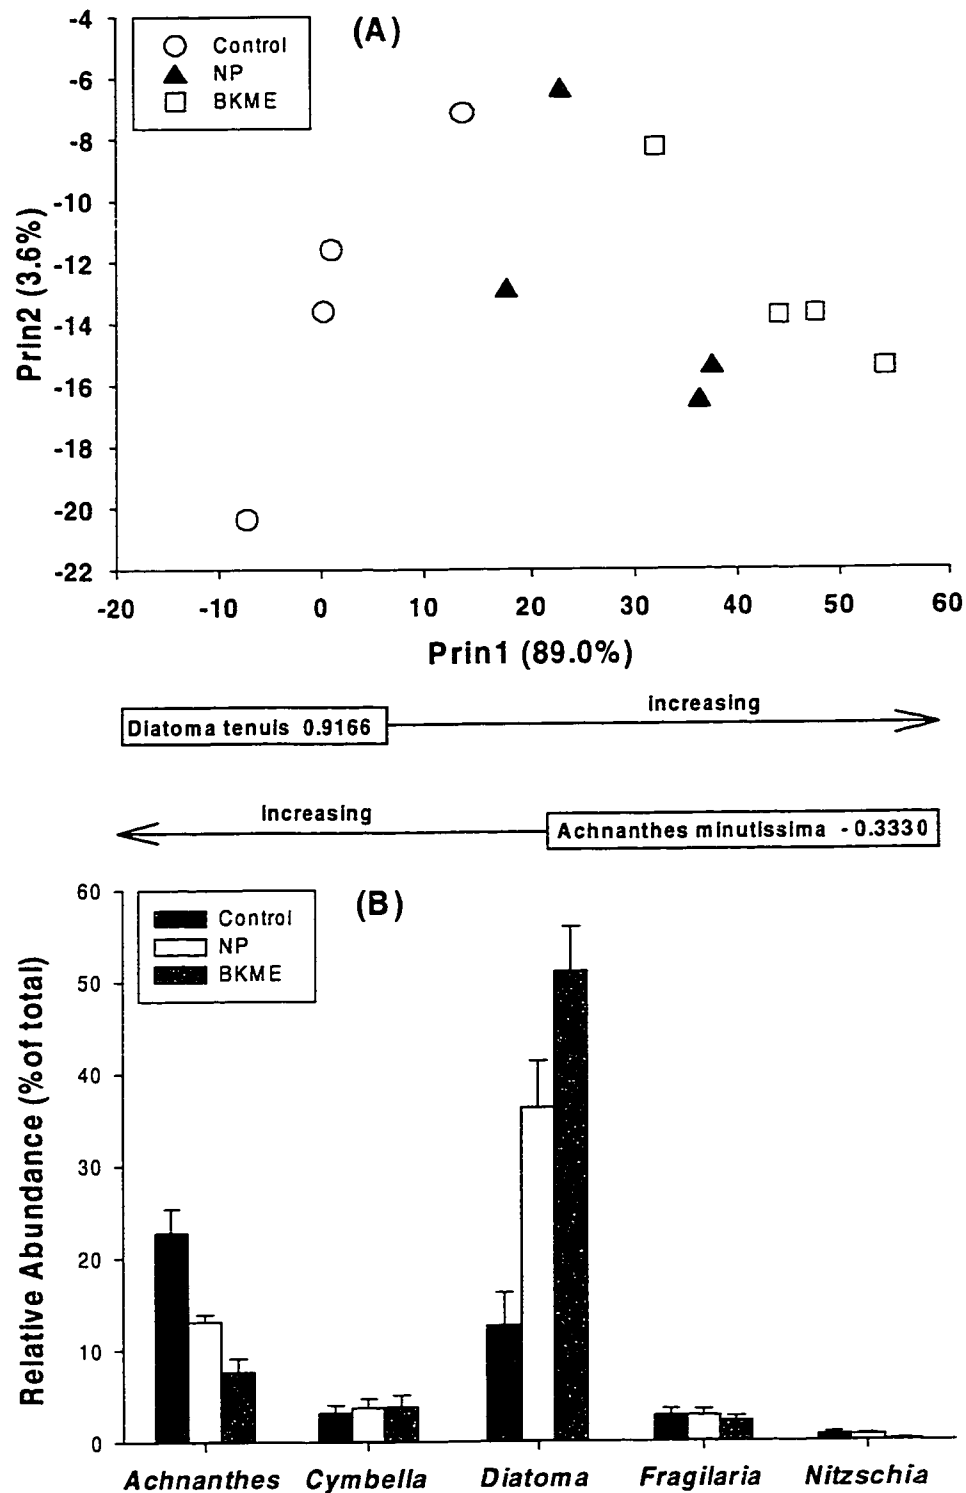 (A)
Control
NP
BKME
-4
-6
-8
-10
-12
-14
-16
-18
-20
-22
Prin2 (3.6%)
-20 -10 0 10 20 30 40 50 60
Prin1 (89.0%)
Diatoma tenuis 0.9166
increasing
increasing
Achnanthes minutissima -0.3330
(B)
Control
NP
BKME
60
50
40
30
20
10
0
Relative Abundance (% of total)
Achnanthes Cymbella Diatoma Fragilaria Nitzschia